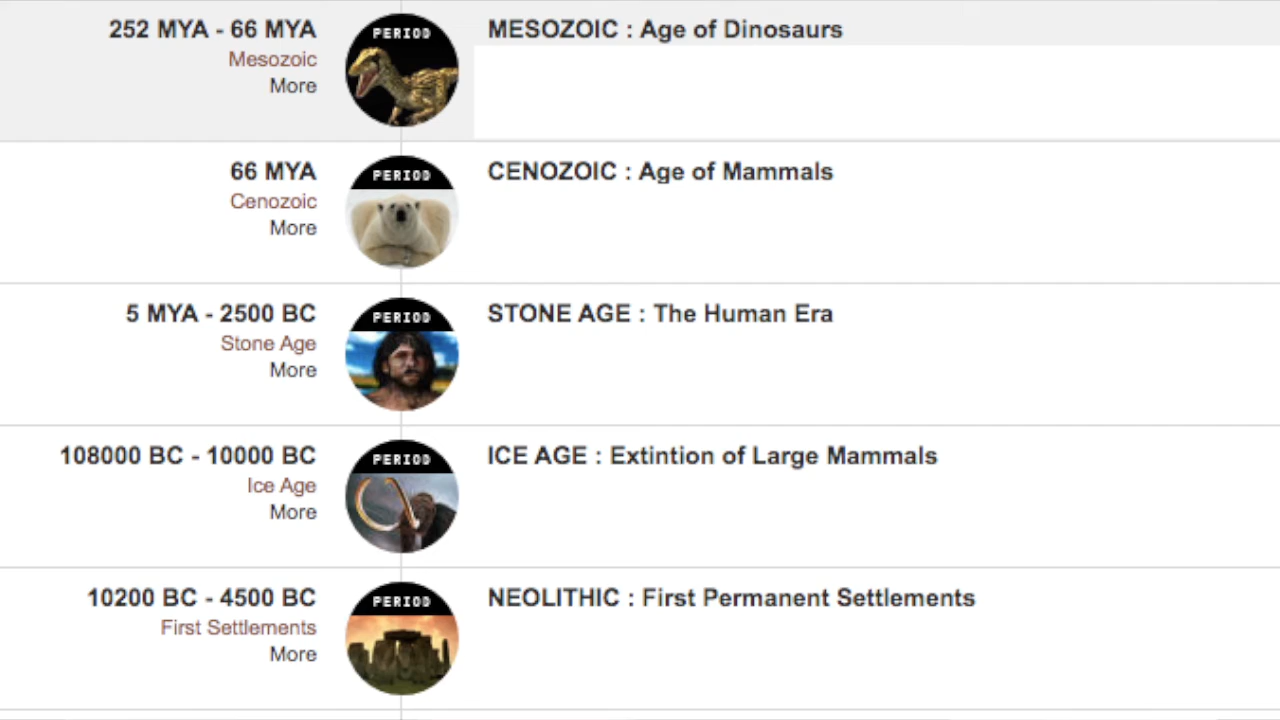 252 MYA - 66 MYA
Mesozoic
More
PERIOD
MESOZOIC : Age of Dinosaurs
66 MYA
Cenozoic
More
PERIOD
CENOZOIC : Age of Mammals
5 MYA - 2500 BC
Stone Age
More
PERIOD
STONE AGE : The Human Era
108000 BC - 10000 BC
Ice Age
More
PERIOD
ICE AGE : Extintion of Large Mammals
10200 BC - 4500 BC
First Settlements
More
PERIOD
NEOLITHIC : First Permanent Settlements